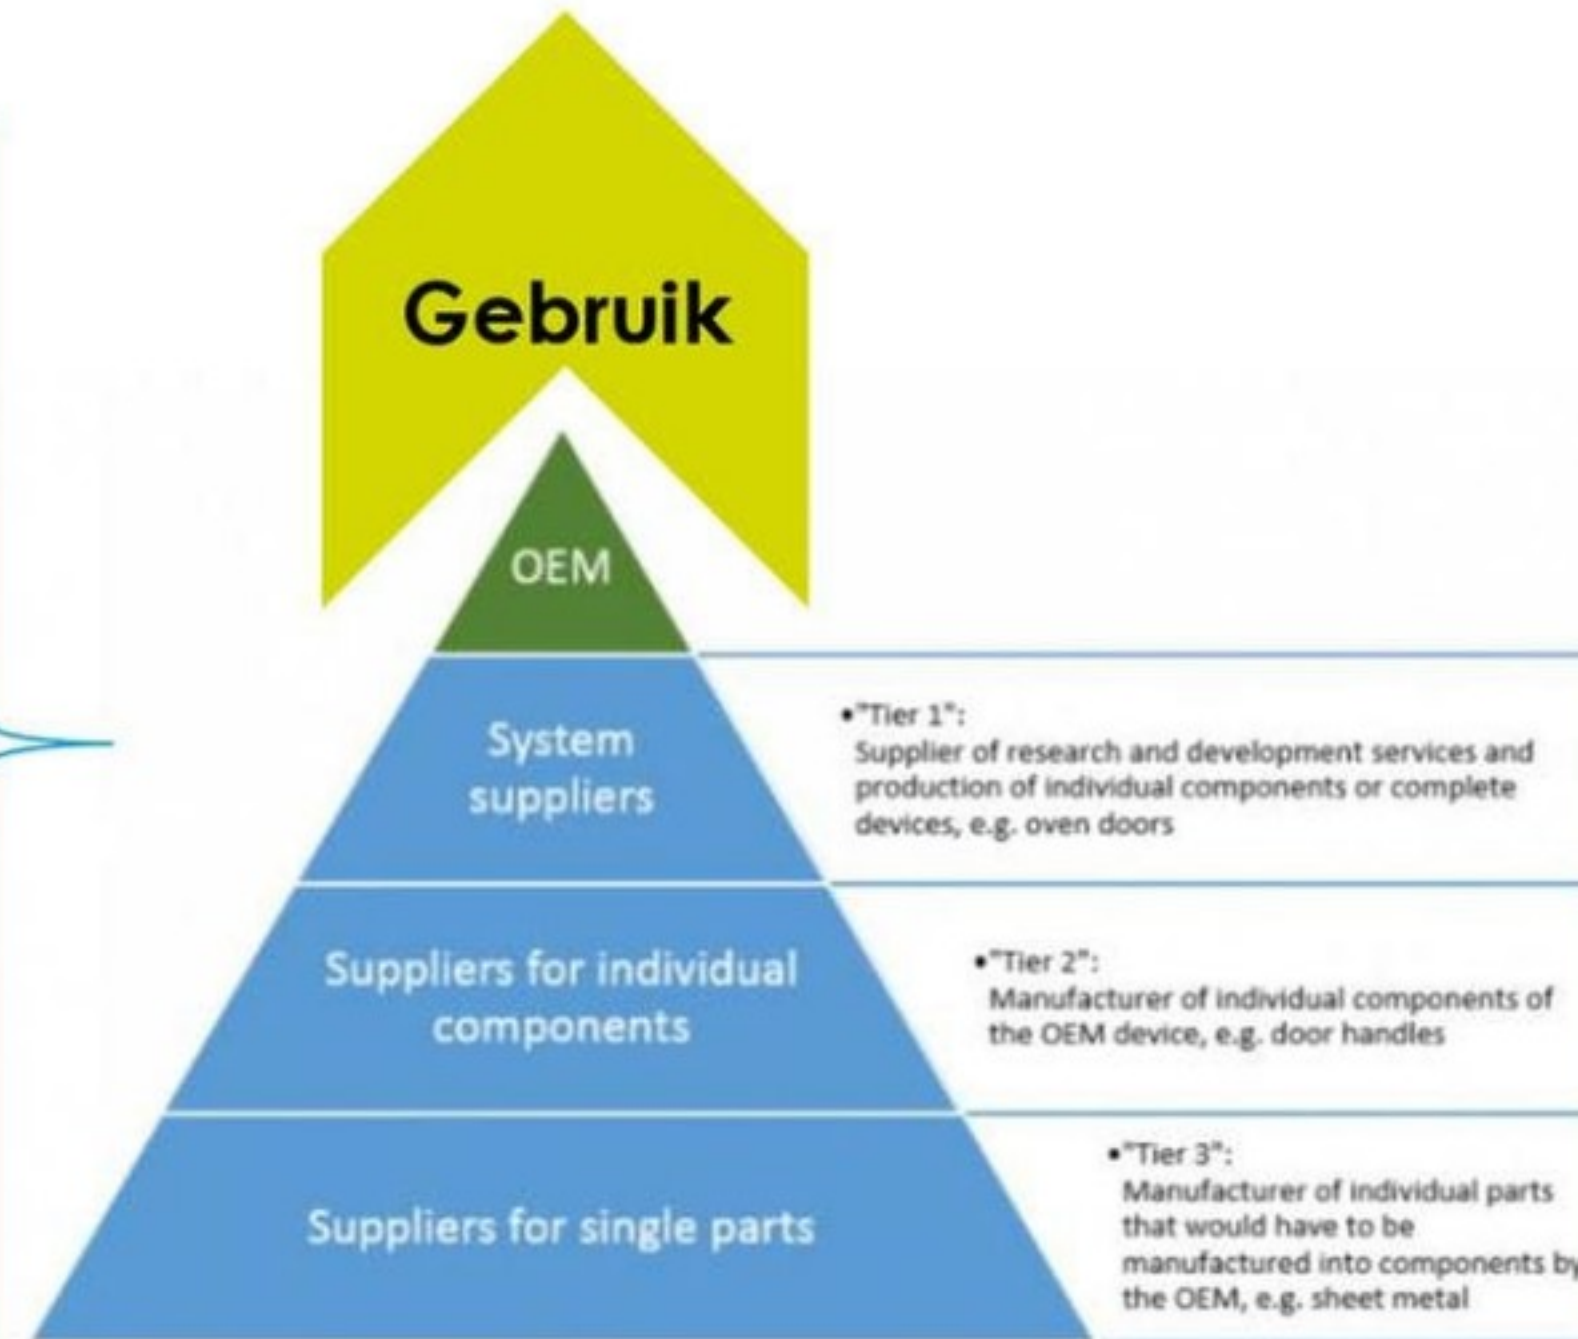 Gebruik
OEM
System
suppliers
•"Tier 1":
Supplier of research and development services and
production of individual components or complete
devices, e.g. oven doors
Suppliers for individual
components
•"Tier 2":
Manufacturer of individual components of
the OEM device, e.g. door handles
Suppliers for single parts
•"Tier 3":
Manufacturer of individual parts
that would have to be
manufactured into components by
the OEM, e.g. sheet metal